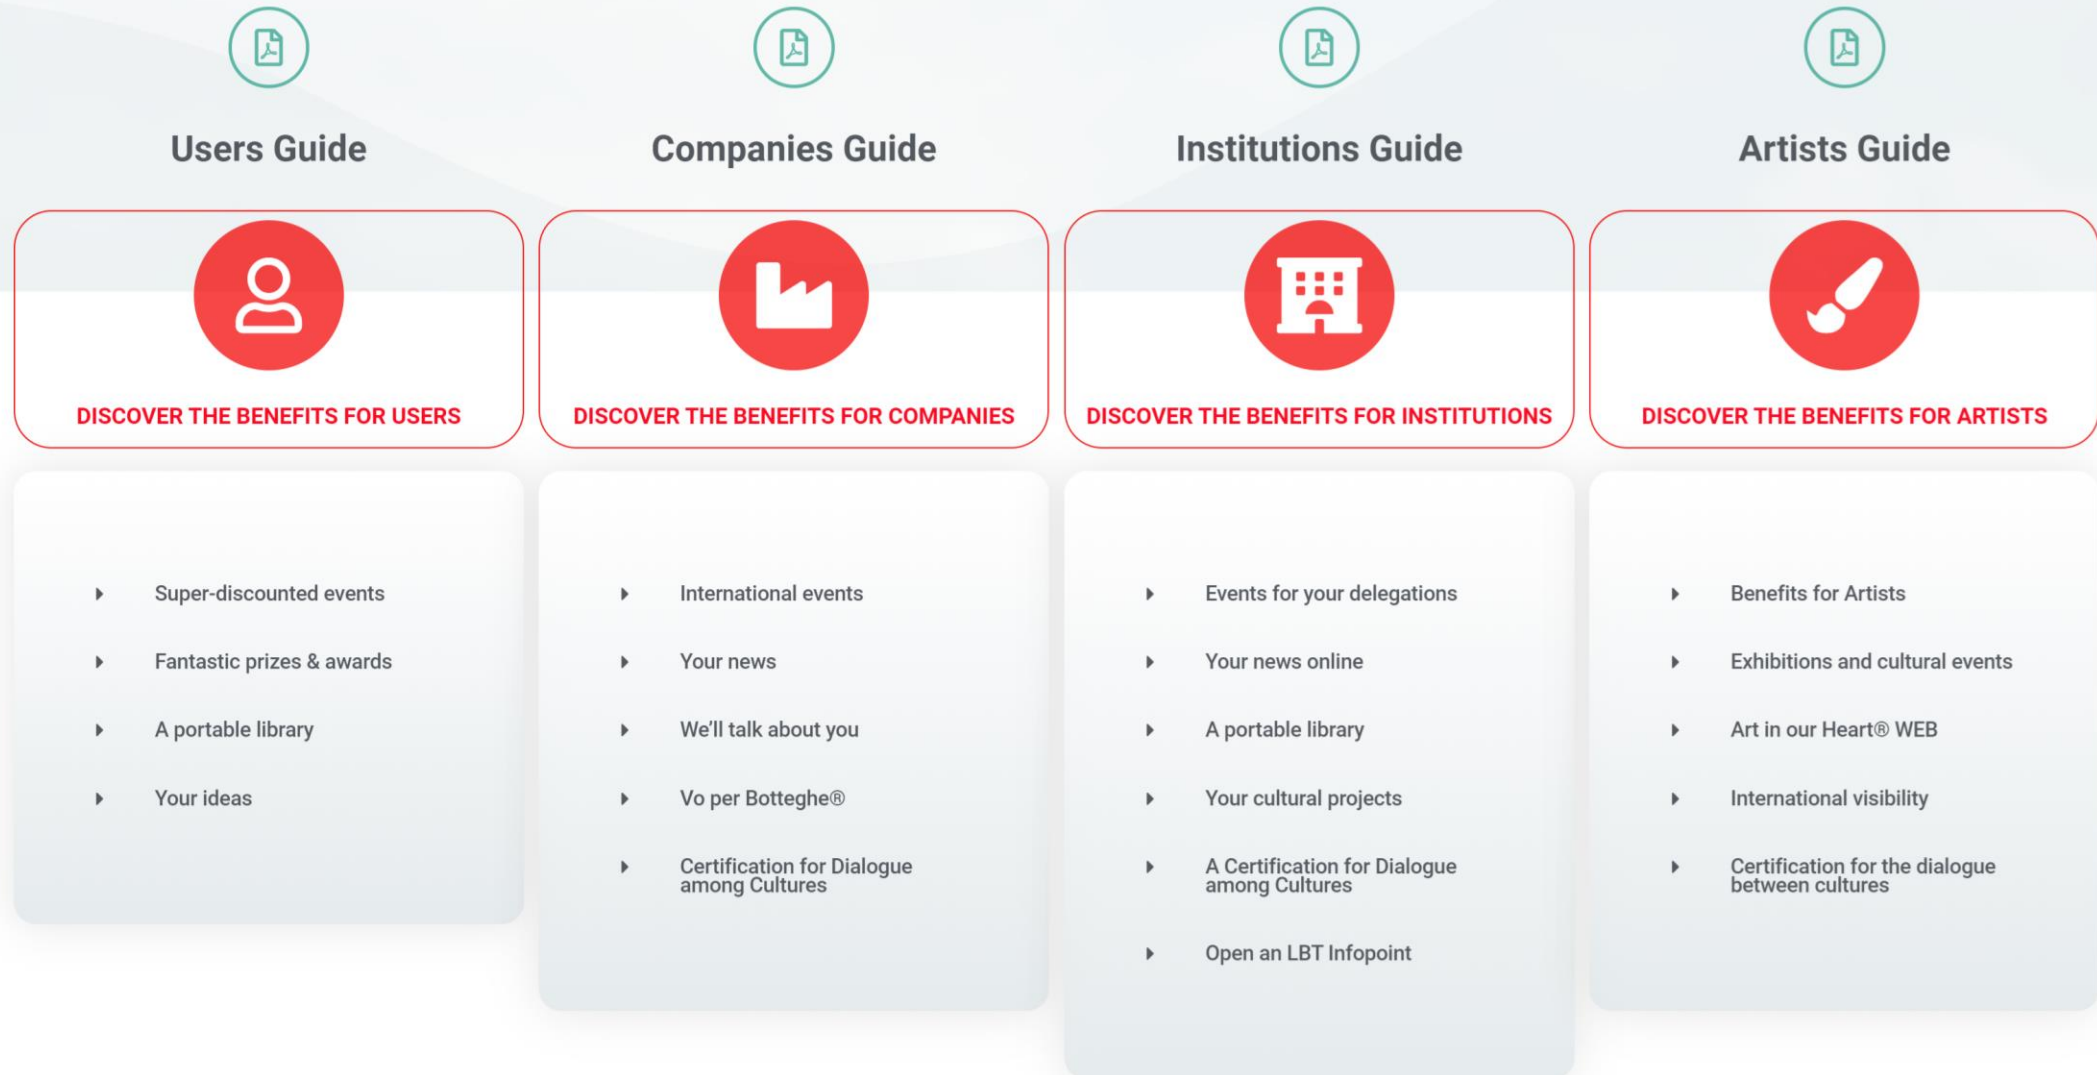 Users Guide
Companies Guide
Institutions Guide
Artists Guide
DISCOVER THE BENEFITS FOR USERS
DISCOVER THE BENEFITS FOR COMPANIES
DISCOVER THE BENEFITS FOR INSTITUTIONS
DISCOVER THE BENEFITS FOR ARTISTS
Super-discounted events
Fantastic prizes & awards
A portable library
Your ideas
International events
Your news
We’ll talk about you
Vo per Botteghe®
Certification for Dialogue
among Cultures
Events for your delegations
Your news online
A portable library
Your cultural projects
A Certification for Dialogue
among Cultures
Open an LBT Infopoint
Benefits for Artists
Exhibitions and cultural events
Art in our Heart® WEB
International visibility
Certification for the dialogue
between cultures